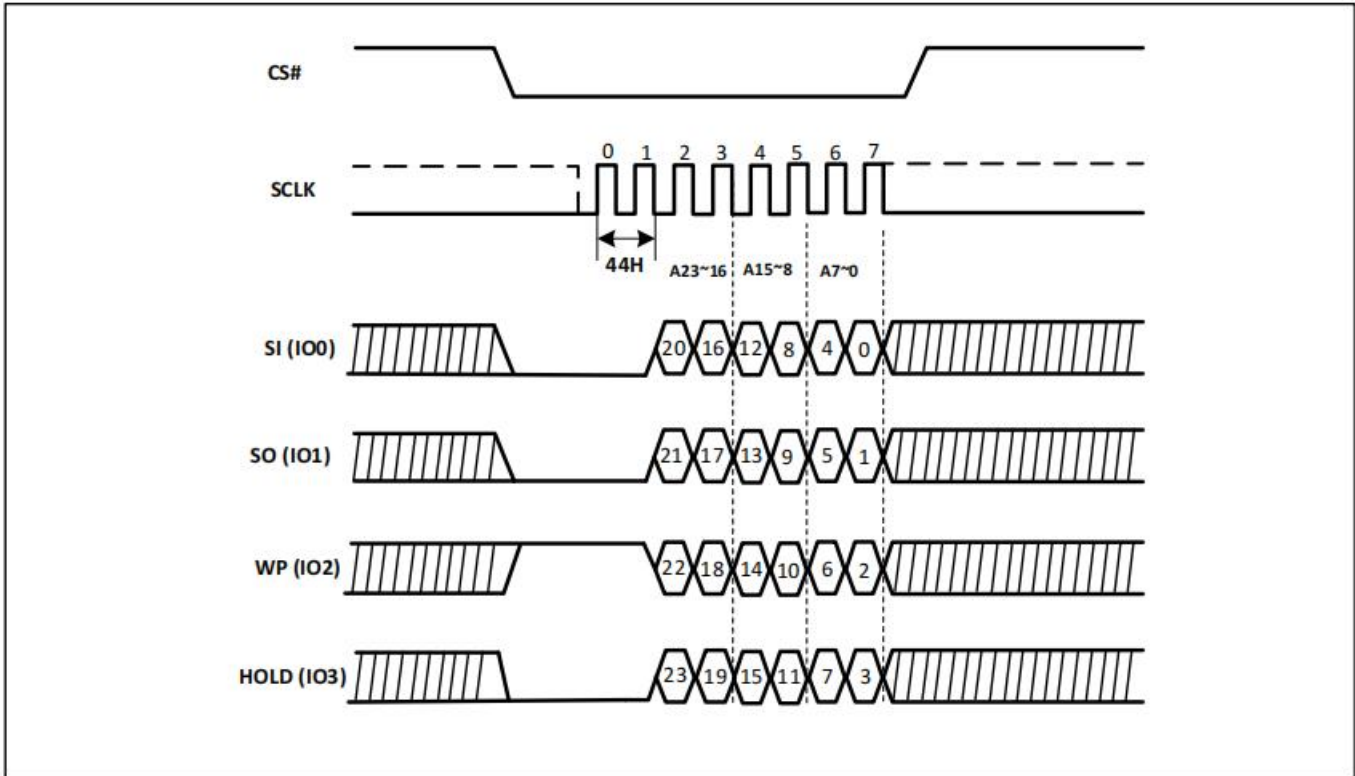 CS#
0 1 2 3 4 5 6 7
SCLK
44H A23~16 A15~8 A7~0
SI (IO0) 20 16 12 8 4 0
SO (IO1) 21 17 13 9 5 1
WP (IO2) 22 18 14 10 6 2
HOLD (IO3) 23 19 15 11 7 3